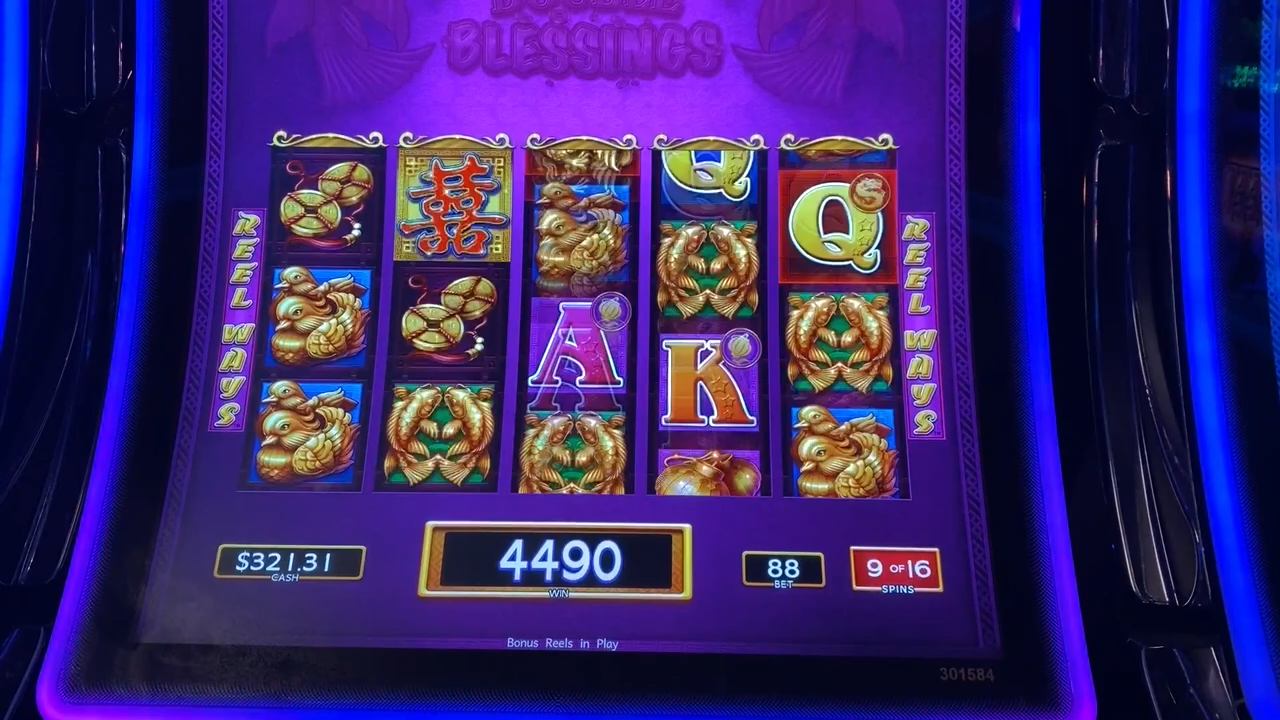 BLESSINGS
囍
Q
Q
REEL WAYS
REEL WAYS
A
K
$321.31
CASH
4490
WIN
88
BET
9 OF 16
SPINS
Bonus Reels in Play
301584